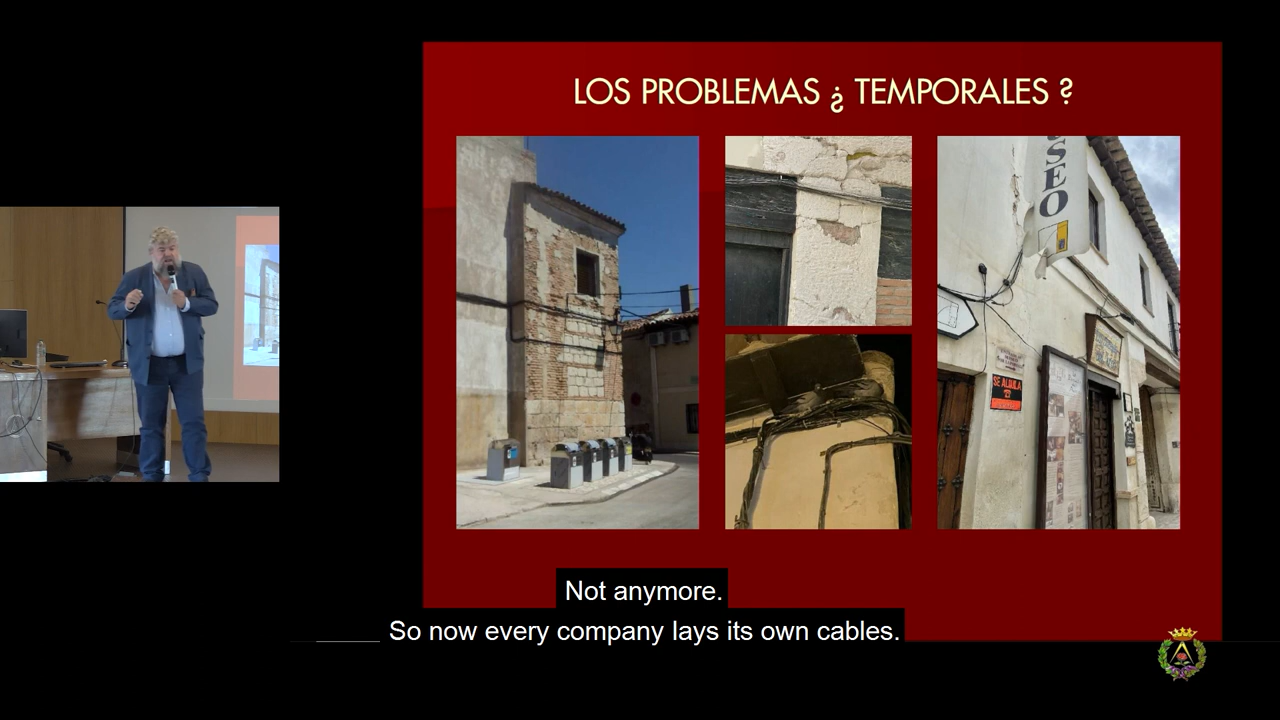 LOS PROBLEMAS ¿ TEMPORALES ?
SEO
SE ALQUILA
Not anymore.
So now every company lays its own cables.